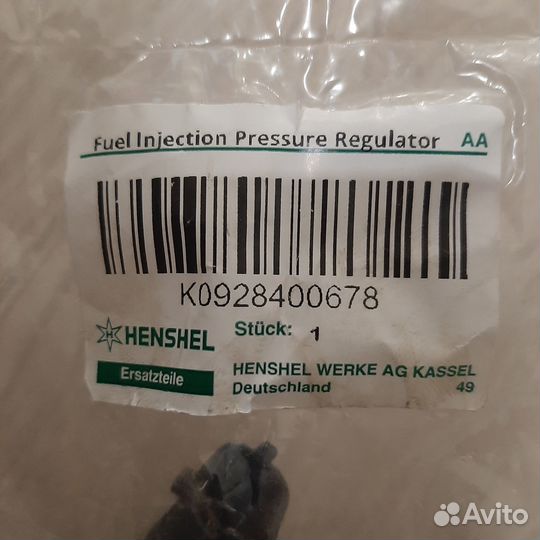 Fuel Injection Pressure Regulator AA
K0928400678
H HENSHEL Stück: 1
Ersatzteile HENSHEL WERKE AG KASSEL
Deutschland 49
Avito